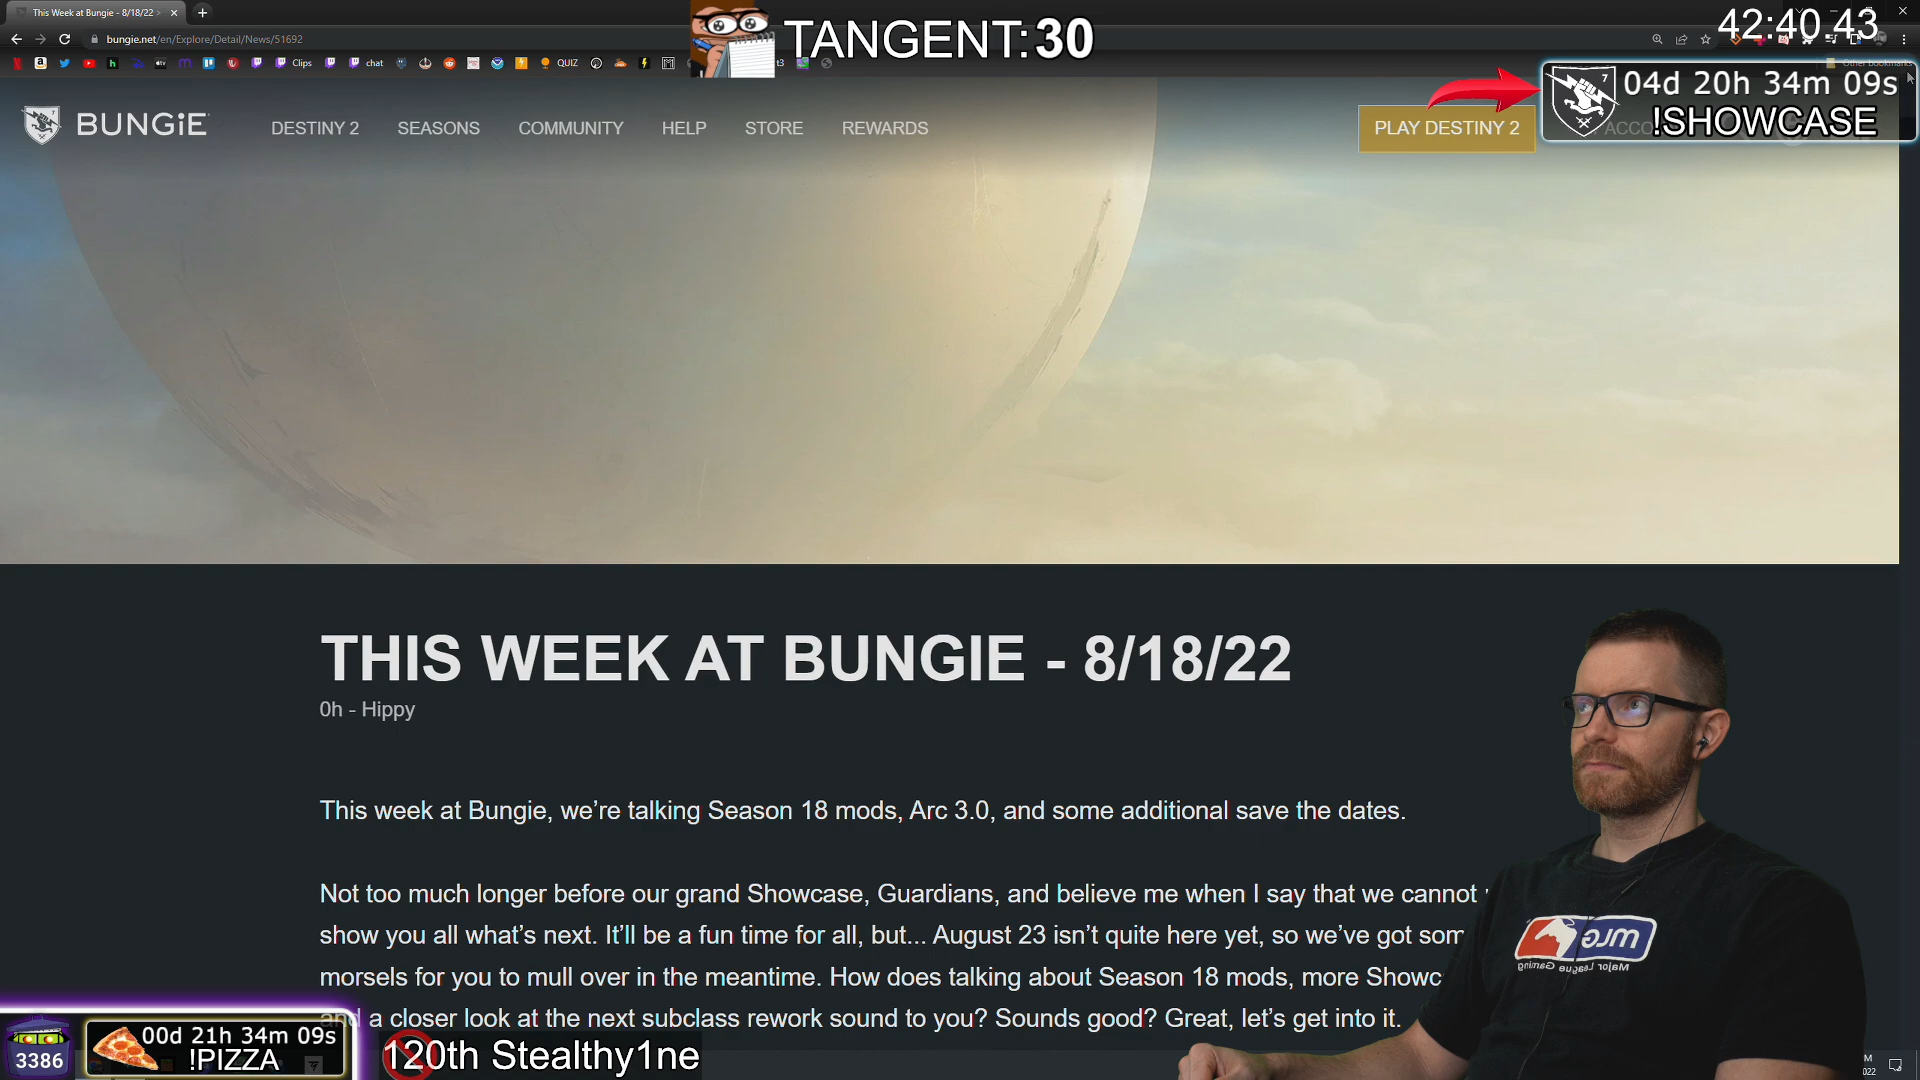 This Week at Bungie - 8/18/22
TANGENT:30
42:40.43
bungie.net/en/Explore/Detail/News/51692
Clips
chat
QUIZ
Other bookmarks
BUNGiE
DESTINY 2
SEASONS
COMMUNITY
HELP
STORE
REWARDS
PLAY DESTINY 2
7
04d 20h 34m 09s
!SHOWCASE
THIS WEEK AT BUNGIE - 8/18/22
0h - Hippy
This week at Bungie, we’re talking Season 18 mods, Arc 3.0, and some additional save the dates.
Not too much longer before our grand Showcase, Guardians, and believe me when I say that we cannot
show you all what’s next. It’ll be a fun time for all, but... August 23 isn’t quite here yet, so we’ve got som
morsels for you to mull over in the meantime. How does talking about Season 18 mods, more Showc
and a closer look at the next subclass rework sound to you? Sounds good? Great, let’s get into it.
MLG
Major League Gaming
3386
00d 21h 34m 09s
!PIZZA
120th Stealthy1ne